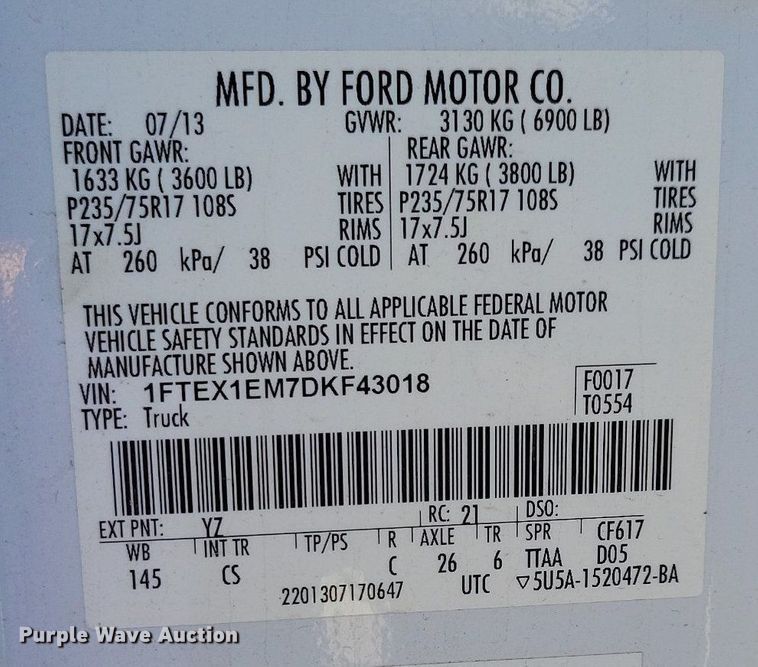 MFD. BY FORD MOTOR CO.
DATE: 07/13 GVWR: 3130 KG ( 6900 LB)
FRONT GAWR: REAR GAWR:
1633 KG ( 3600 LB) WITH 1724 KG ( 3800 LB) WITH
P235/75R17 108S TIRES P235/75R17 108S TIRES
17x7.5J RIMS 17x7.5J RIMS
AT 260 kPa/ 38 PSI COLD AT 260 kPa/ 38 PSI COLD
THIS VEHICLE CONFORMS TO ALL APPLICABLE FEDERAL MOTOR
VEHICLE SAFETY STANDARDS IN EFFECT ON THE DATE OF
MANUFACTURE SHOWN ABOVE.
VIN: 1FTEX1EM7DKF43018 F0017
TYPE: Truck T0554
EXT PNT: YZ RC: 21 DSO:
WB INT TR TP/PS R AXLE TR SPR CF617
145 CS C 26 6 TTAA D05
2201307170647 UTC ▽5U5A-1520472-BA
Purple Wave Auction